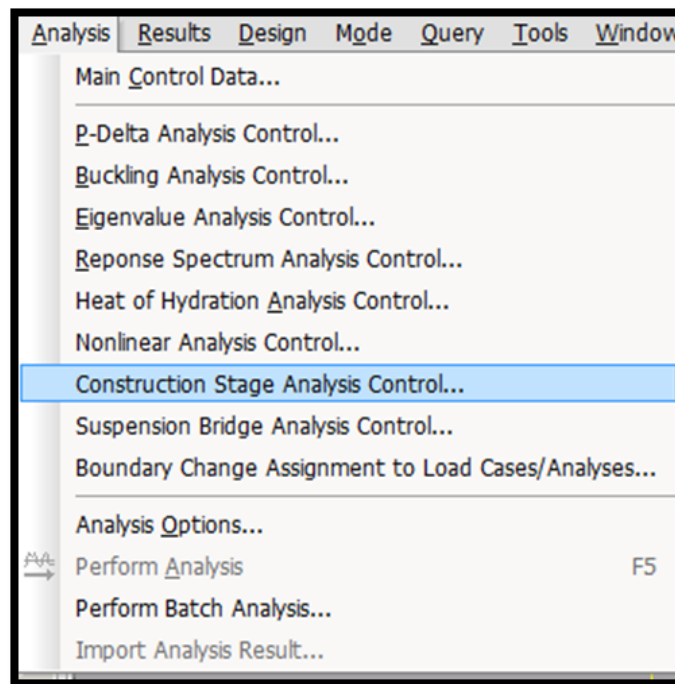 Analysis Results Design Mode Query Tools Window
Main Control Data...
P-Delta Analysis Control...
Buckling Analysis Control...
Eigenvalue Analysis Control...
Reponse Spectrum Analysis Control...
Heat of Hydration Analysis Control...
Nonlinear Analysis Control...
Construction Stage Analysis Control...
Suspension Bridge Analysis Control...
Boundary Change Assignment to Load Cases/Analyses...
Analysis Options...
Perform Analysis F5
Perform Batch Analysis...
Import Analysis Result...